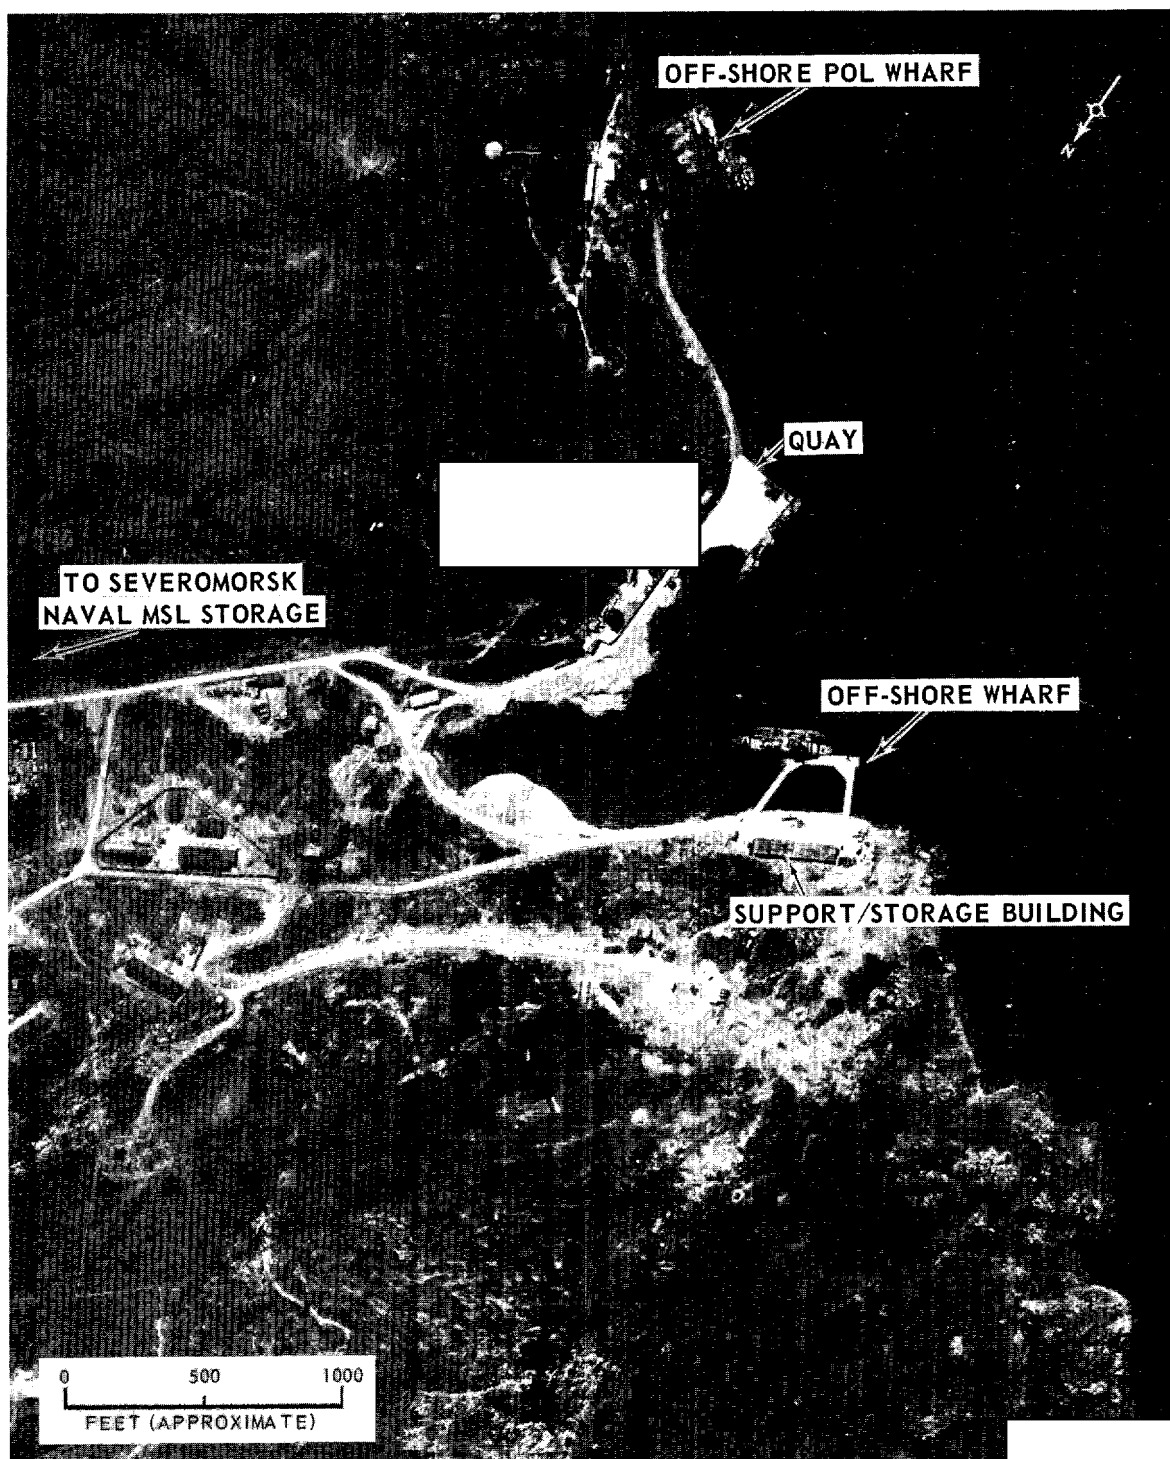 OFF-SHORE POL WHARF
N
QUAY
TO SEVEROMORSK
NAVAL MSL STORAGE
OFF-SHORE WHARF
SUPPORT/STORAGE BUILDING
0 500 1000
FEET (APPROXIMATE)